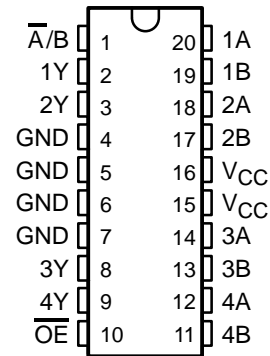 A̅/B 1 20 1A
1Y 2 19 1B
2Y 3 18 2A
GND 4 17 2B
GND 5 16 VCC
GND 6 15 VCC
GND 7 14 3A
3Y 8 13 3B
4Y 9 12 4A
O̅E̅ 10 11 4B